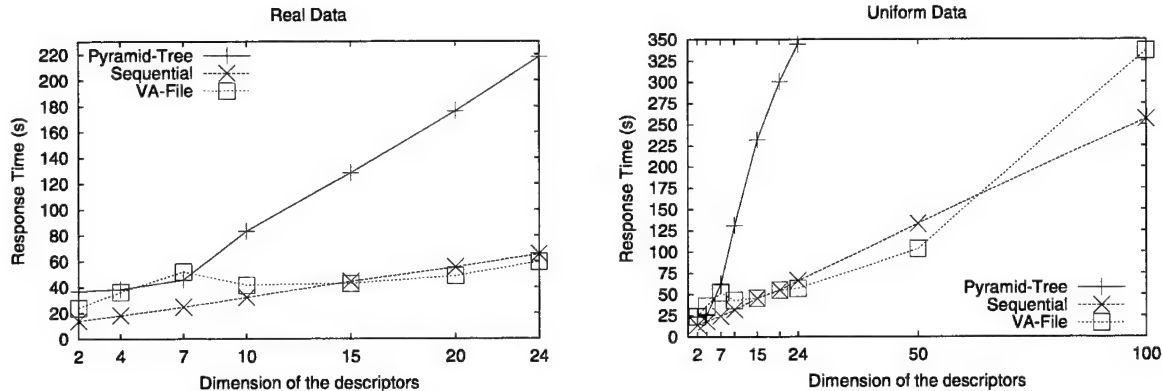 Real Data
Response Time (s)
220
200
180
160
140
120
100
80
60
40
20
0
Pyramid-Tree
Sequential
VA-File
2 4 7 10 15 20 24
Dimension of the descriptors
Uniform Data
Response Time (s)
350
325
300
275
250
225
200
175
150
125
100
75
50
25
0
Pyramid-Tree
Sequential
VA-File
2 7 15 24 50 100
Dimension of the descriptors